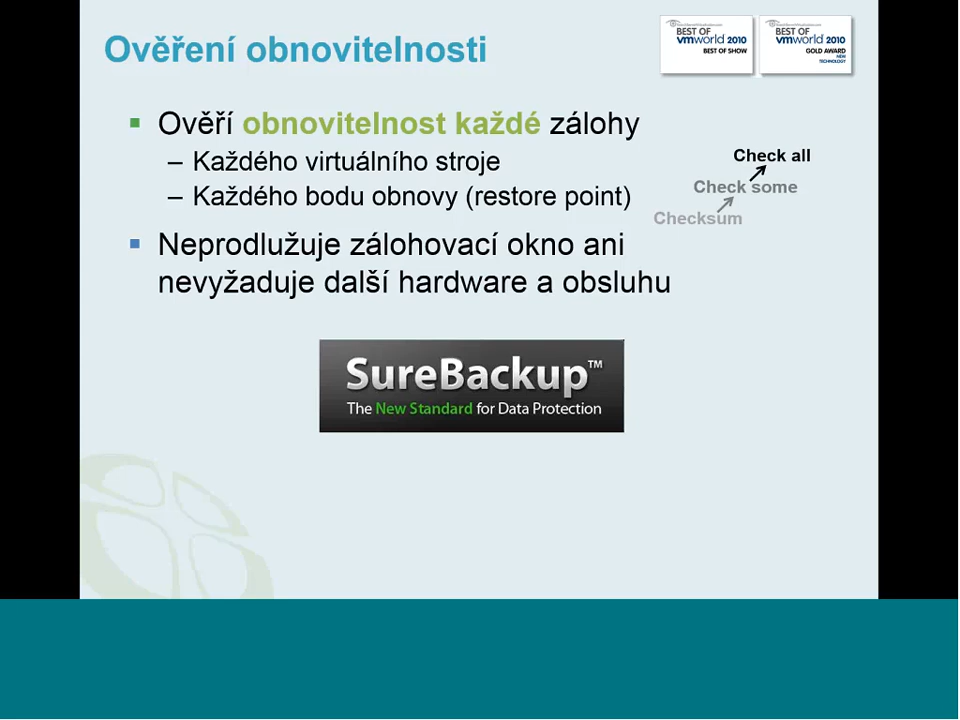 Ověření obnovitelnosti
BEST OF
vmworld 2010
BEST OF SHOW
BEST OF
vmworld 2010
GOLD AWARD
NEW
TECHNOLOGY
Ověří obnovitelnost každé zálohy
– Každého virtuálního stroje
– Každého bodu obnovy (restore point)
Check all
Check some
Checksum
Neprodlužuje zálohovací okno ani
nevyžaduje další hardware a obsluhu
SureBackup™
The New Standard for Data Protection